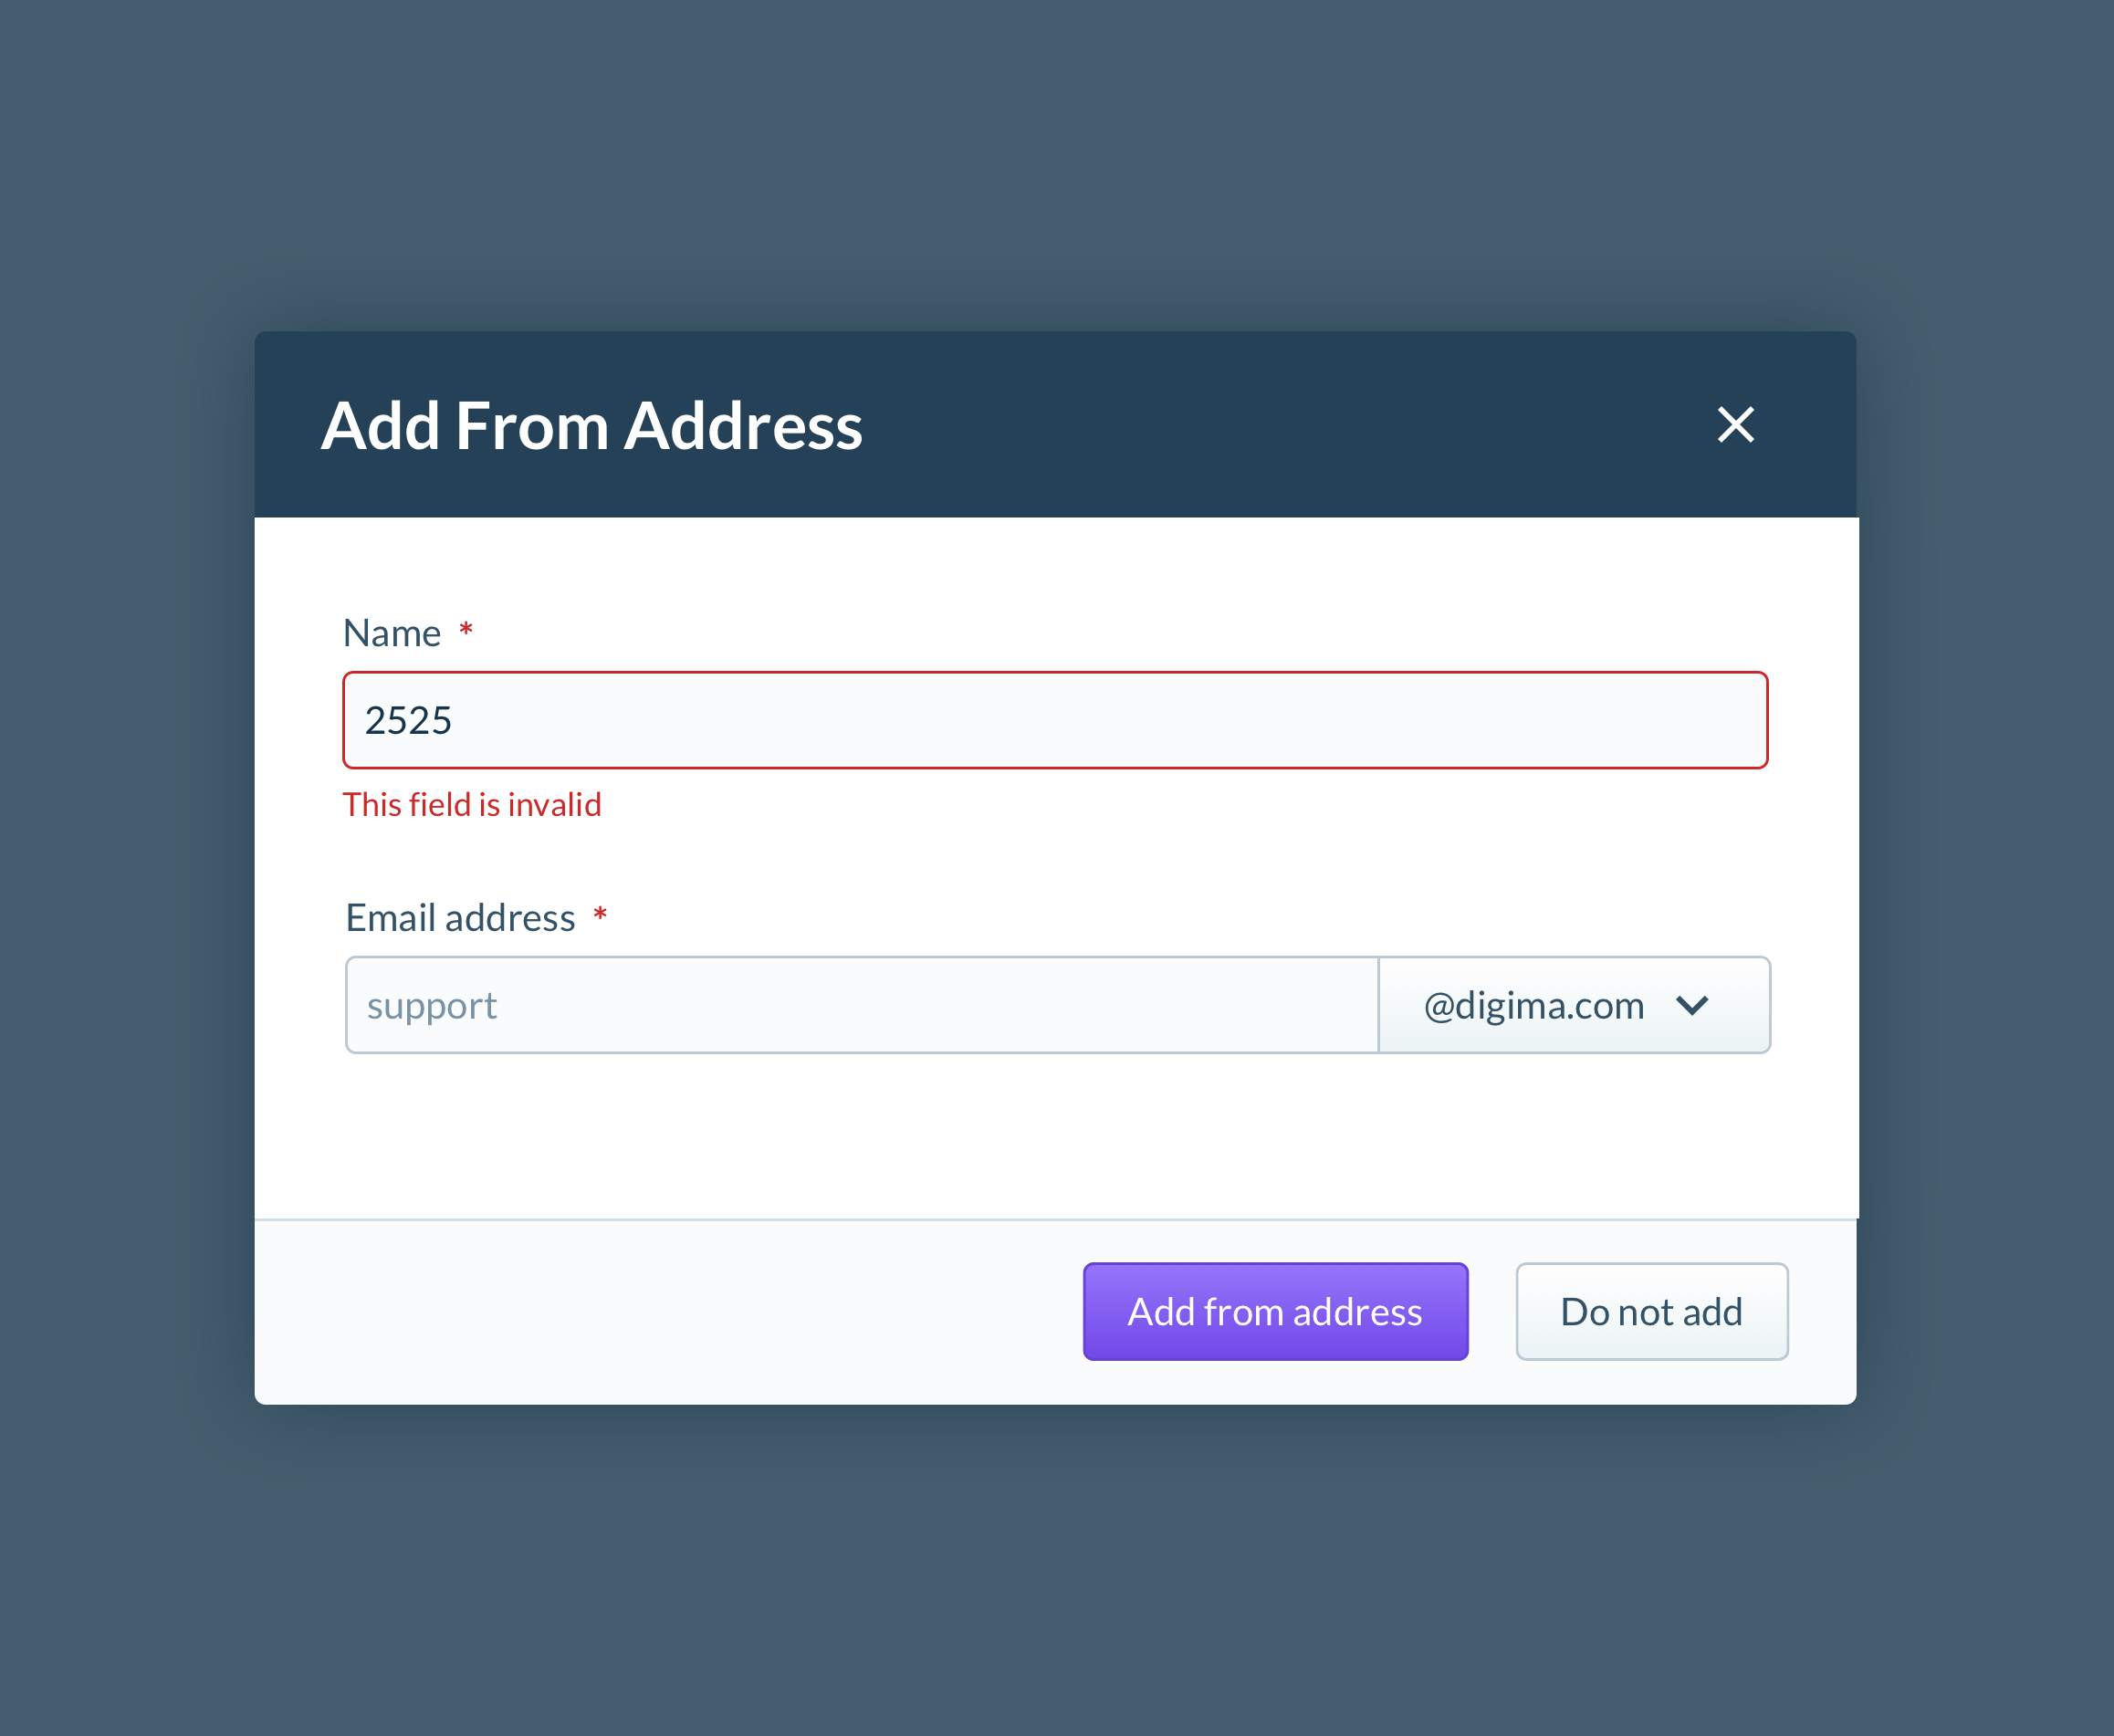 Add From Address
Name *
2525
This field is invalid
Email address *
support
@digima.com
Add from address
Do not add